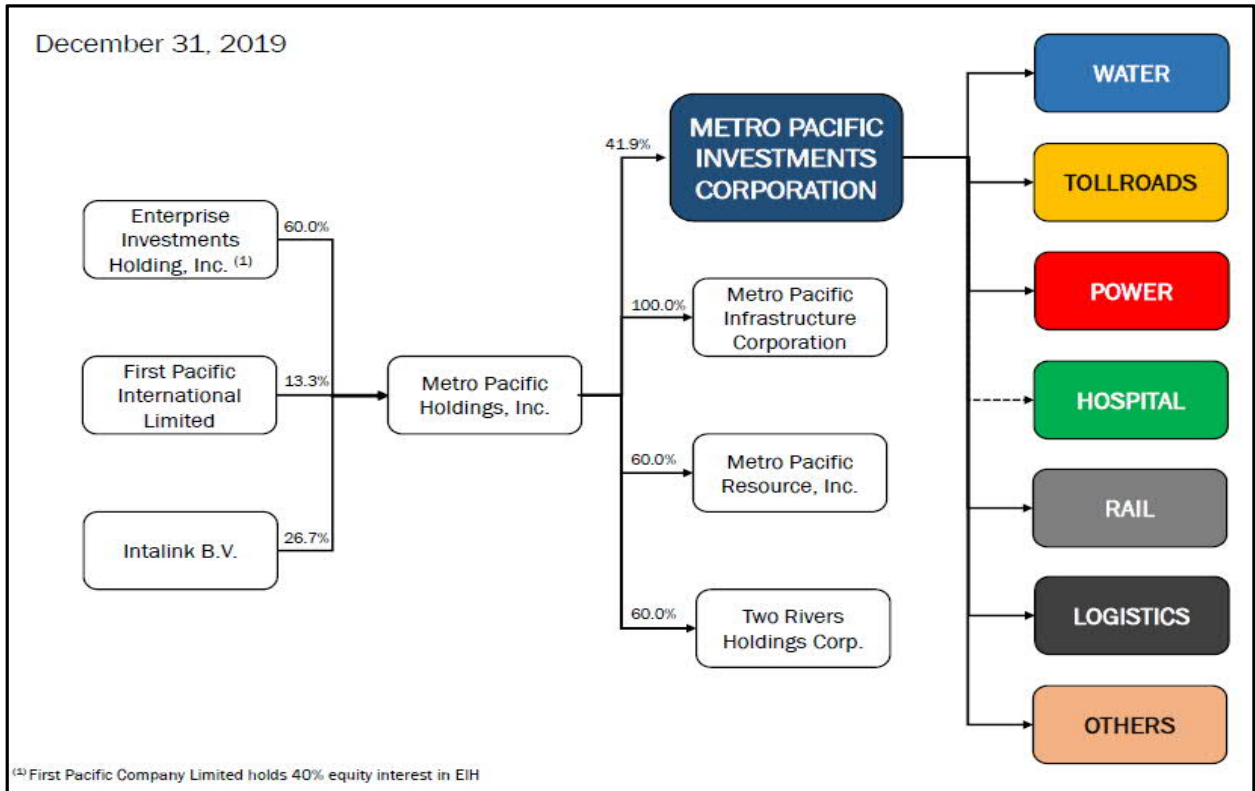 December 31, 2019
Enterprise
Investments
Holding, Inc. (1)
60.0%
First Pacific
International
Limited
13.3%
Intalink B.V.
26.7%
Metro Pacific
Holdings, Inc.
41.9%
METRO PACIFIC
INVESTMENTS
CORPORATION
100.0%
Metro Pacific
Infrastructure
Corporation
60.0%
Metro Pacific
Resource, Inc.
60.0%
Two Rivers
Holdings Corp.
WATER
TOLLROADS
POWER
HOSPITAL
RAIL
LOGISTICS
OTHERS
(1) First Pacific Company Limited holds 40% equity interest in EIH